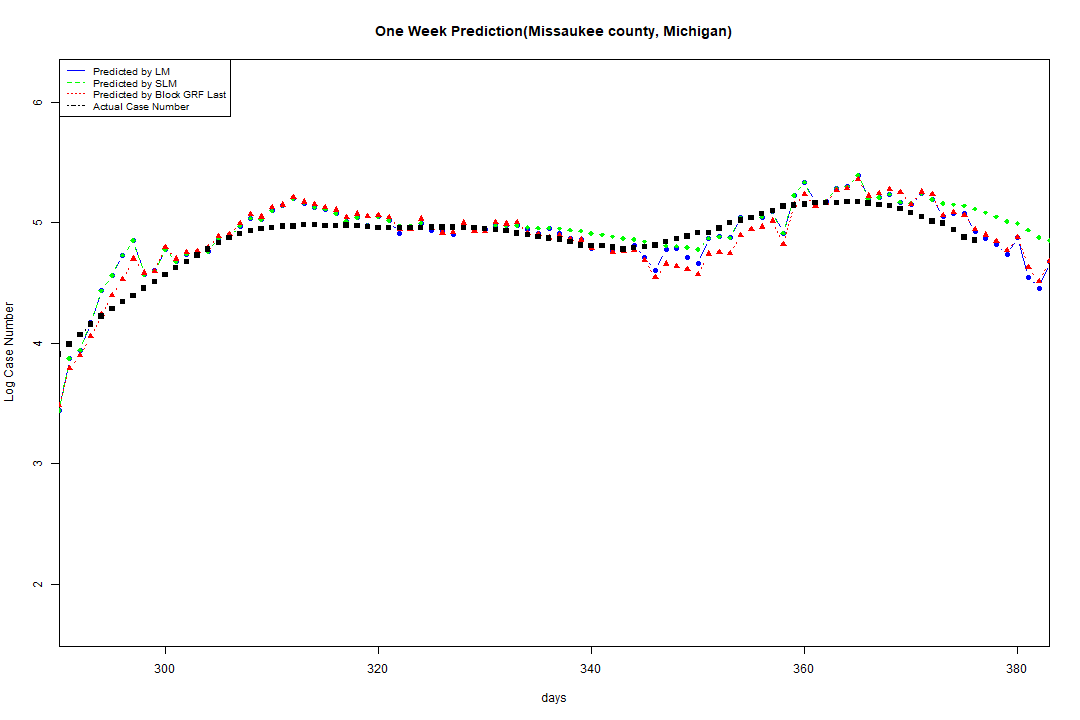 One Week Prediction(Missaukee county, Michigan)
Predicted by LM
Predicted by SLM
Predicted by Block GRF Last
Actual Case Number
6
5
4
3
2
Log Case Number
300 320 340 360 380
days